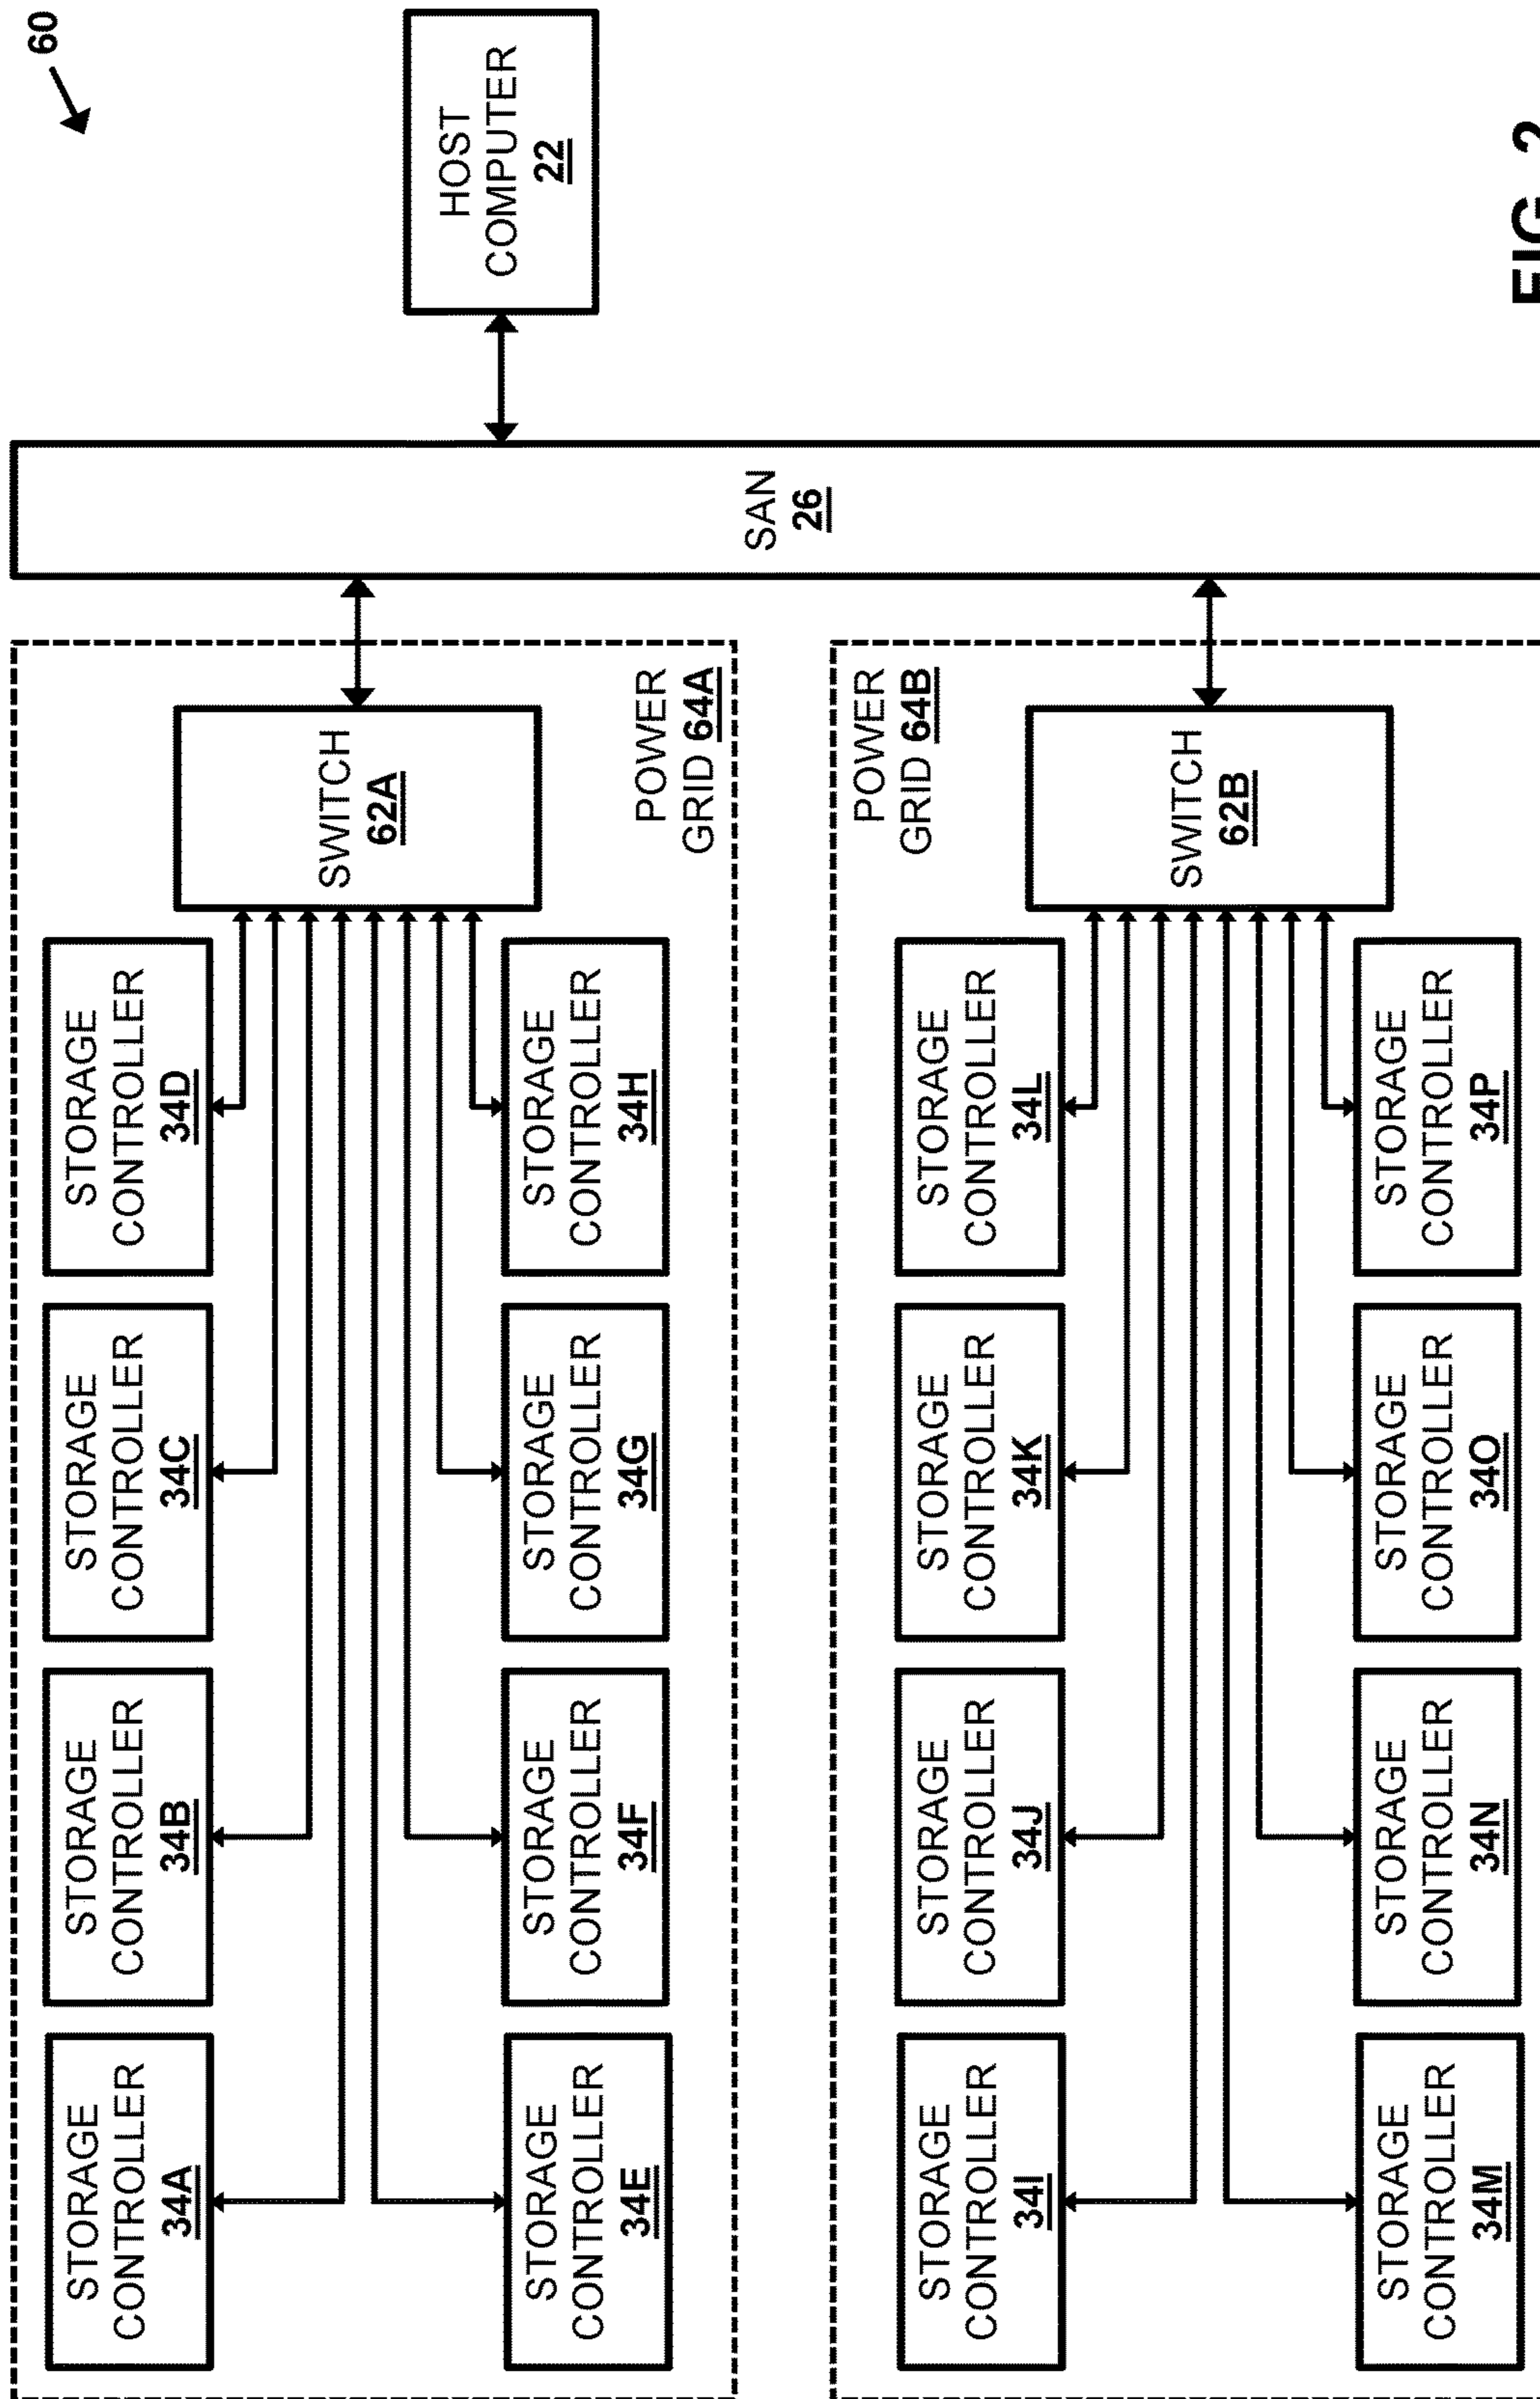 60
STORAGE
CONTROLLER
34A
STORAGE
CONTROLLER
34B
STORAGE
CONTROLLER
34C
STORAGE
CONTROLLER
34D
SWITCH
62A
STORAGE
CONTROLLER
34E
STORAGE
CONTROLLER
34F
STORAGE
CONTROLLER
34G
STORAGE
CONTROLLER
34H
POWER
GRID 64A
HOST
COMPUTER
22
SAN
26
POWER
GRID 64B
STORAGE
CONTROLLER
34I
STORAGE
CONTROLLER
34J
STORAGE
CONTROLLER
34K
STORAGE
CONTROLLER
34L
SWITCH
62B
STORAGE
CONTROLLER
34M
STORAGE
CONTROLLER
34N
STORAGE
CONTROLLER
34O
STORAGE
CONTROLLER
34P
FIG. 2